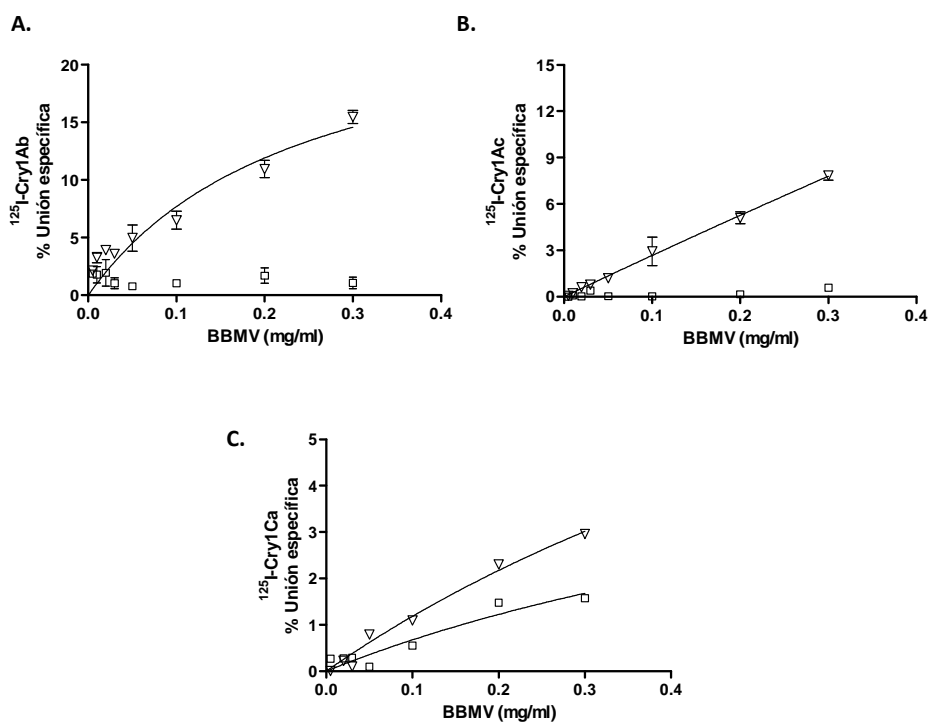 A.
20
15
10
5
0
0.0 0.1 0.2 0.3 0.4
BBMV (mg/ml)
¹²⁵I-Cry1Ab
% Unión específica
B.
15
12
9
6
3
0
0.0 0.1 0.2 0.3 0.4
BBMV (mg/ml)
¹²⁵I-Cry1Ac
% Unión específica
C.
5
4
3
2
1
0
0.0 0.1 0.2 0.3 0.4
BBMV (mg/ml)
¹²⁵I-Cry1Ca
% Unión específica